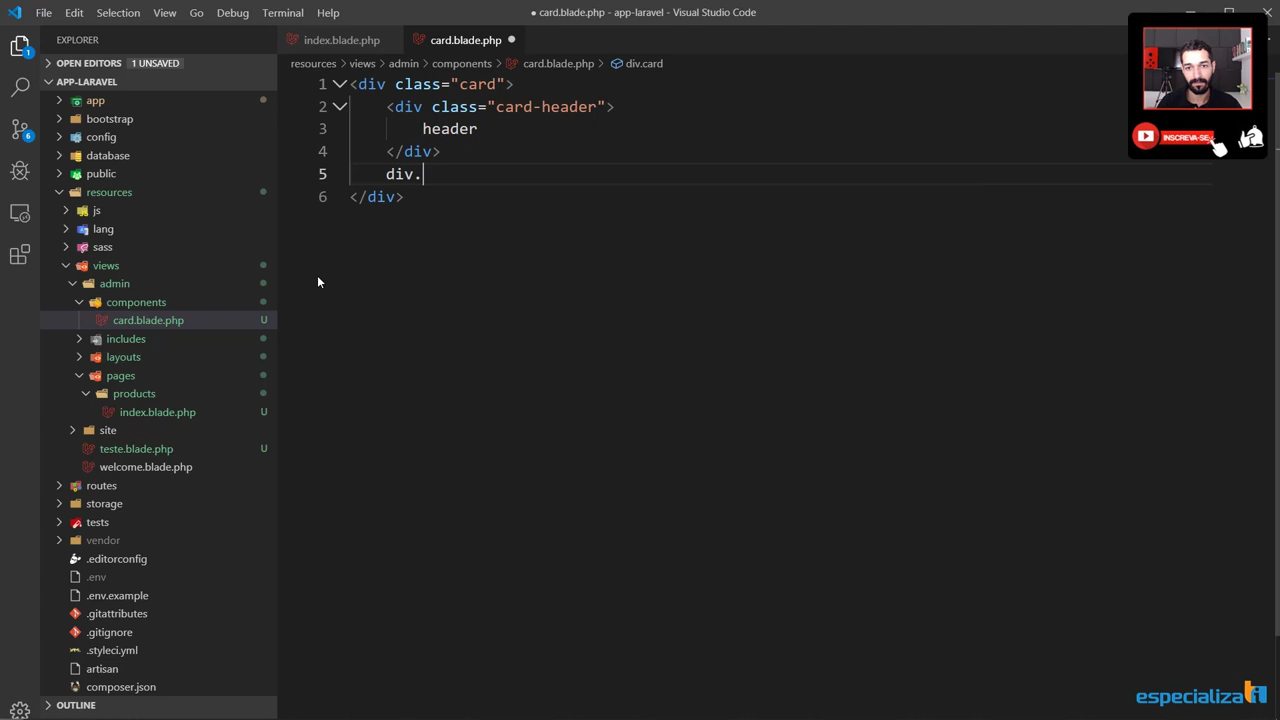 File Edit Selection View Go Debug Terminal Help
● card.blade.php - app-laravel - Visual Studio Code
EXPLORER
index.blade.php
card.blade.php ●
OPEN EDITORS 1 UNSAVED
resources > views > admin > components > card.blade.php > div.card
APP-LARAVEL
app
bootstrap
config
database
public
resources
js
lang
sass
views
admin
components
card.blade.php U
includes
layouts
pages
products
index.blade.php U
site
teste.blade.php U
welcome.blade.php
routes
storage
tests
vendor
.editorconfig
.env
.env.example
.gitattributes
.gitignore
.styleci.yml
artisan
composer.json
OUTLINE
1
6
1 <div class="card">
2 <div class="card-header">
3 header
4 </div>
5 div.
6 </div>
INSCREVA-SE
especializati